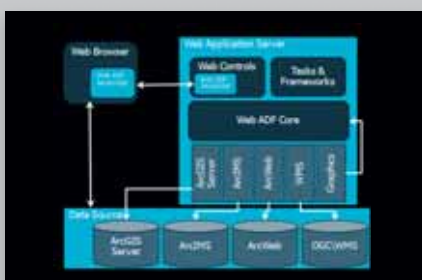 Web Application Server
Web Browser
Web Controls
Tasks &
Frameworks
Web ADF Core
ArcGIS
Server
ArcIMS
ArcWeb
WMS
Graphics
Data Sources
ArcGIS
Server
ArcIMS
ArcWeb
OGC\WMS